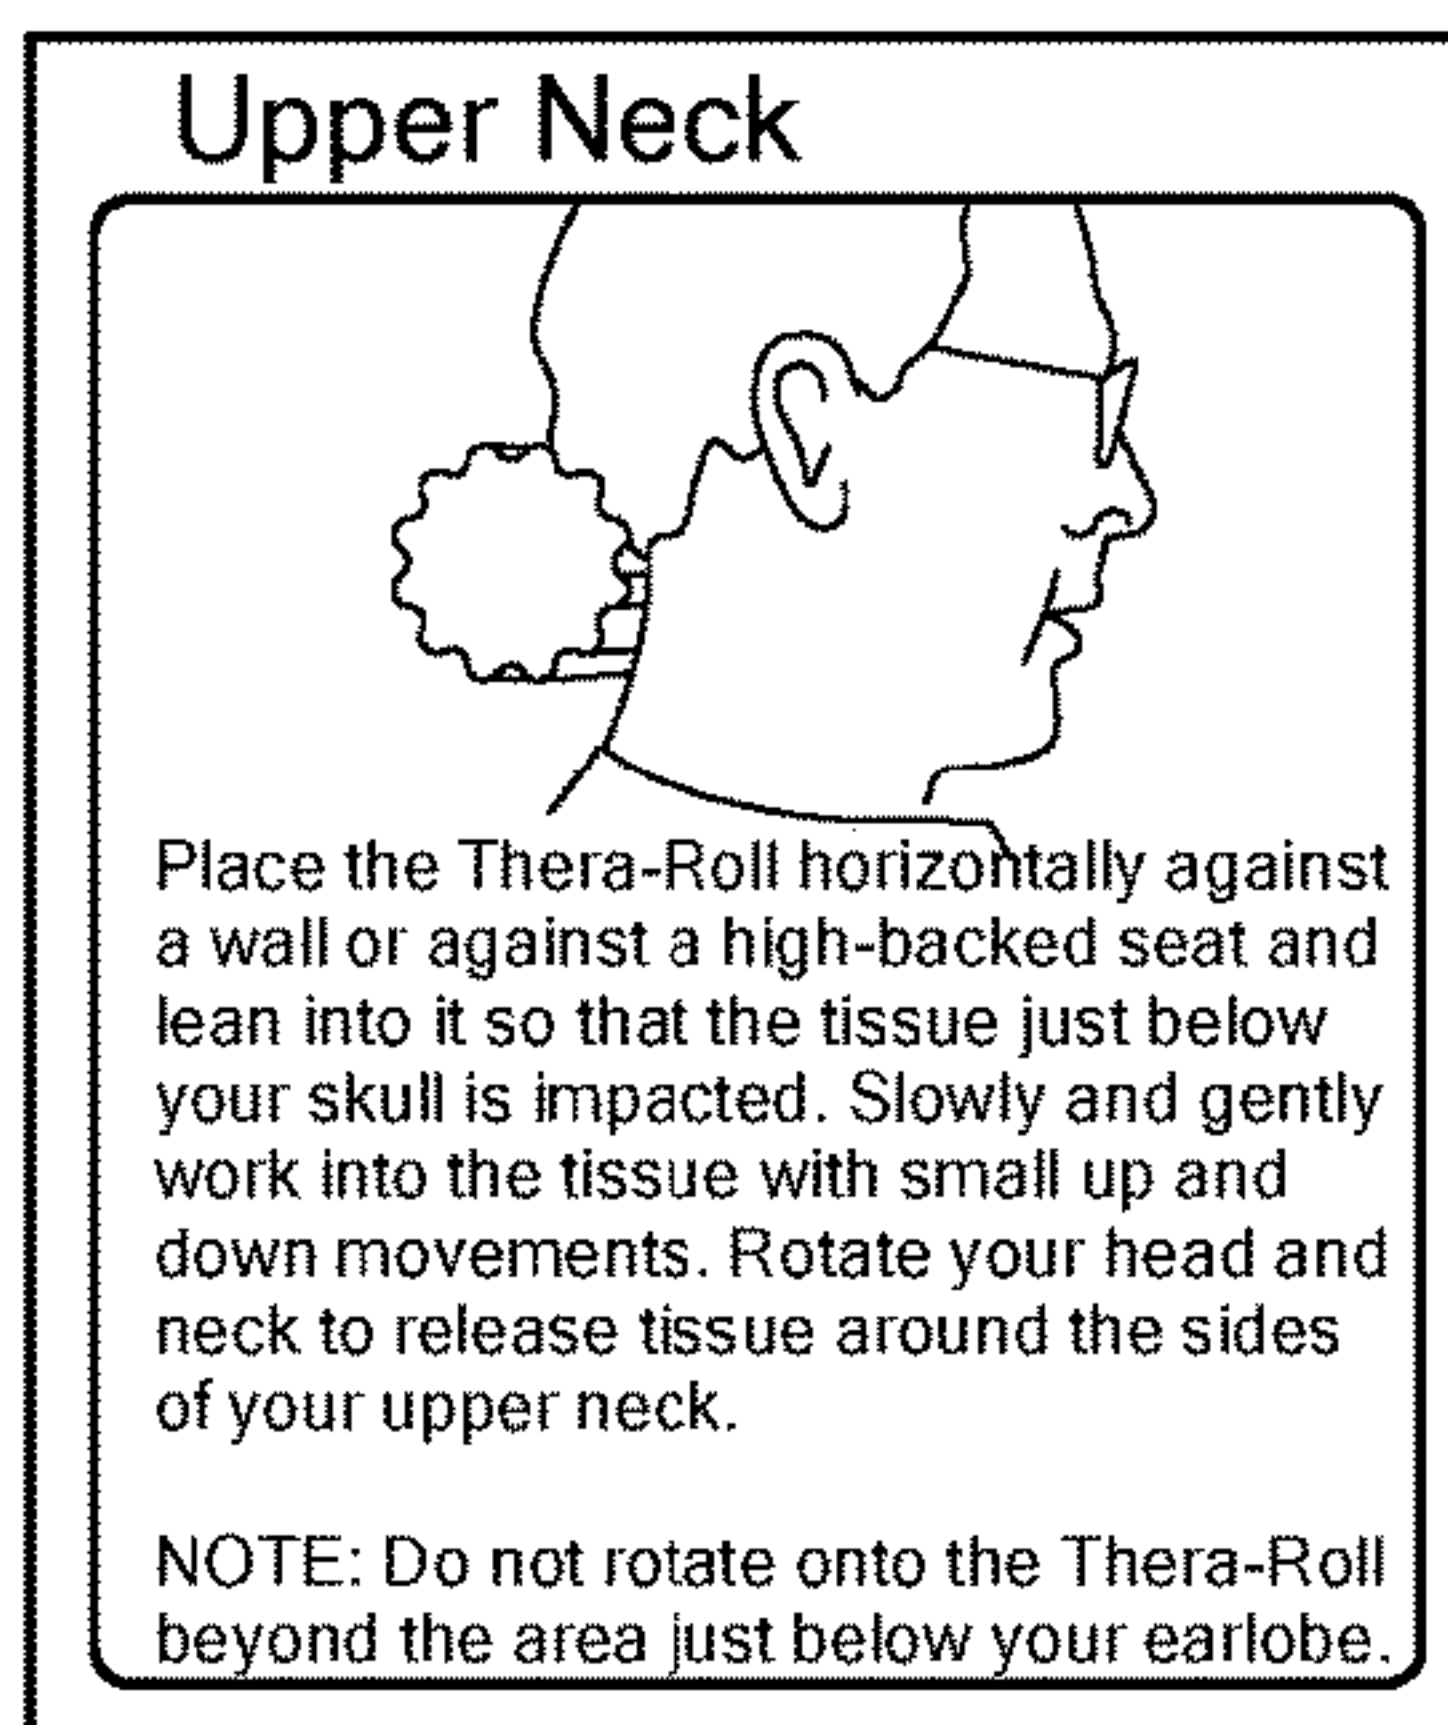 Upper Neck
Place the Thera-Roll horizontally against
a wall or against a high-backed seat and
lean into it so that the tissue just below
your skull is impacted. Slowly and gently
work into the tissue with small up and
down movements. Rotate your head and
neck to release tissue around the sides
of your upper neck.
NOTE: Do not rotate onto the Thera-Roll
beyond the area just below your earlobe.